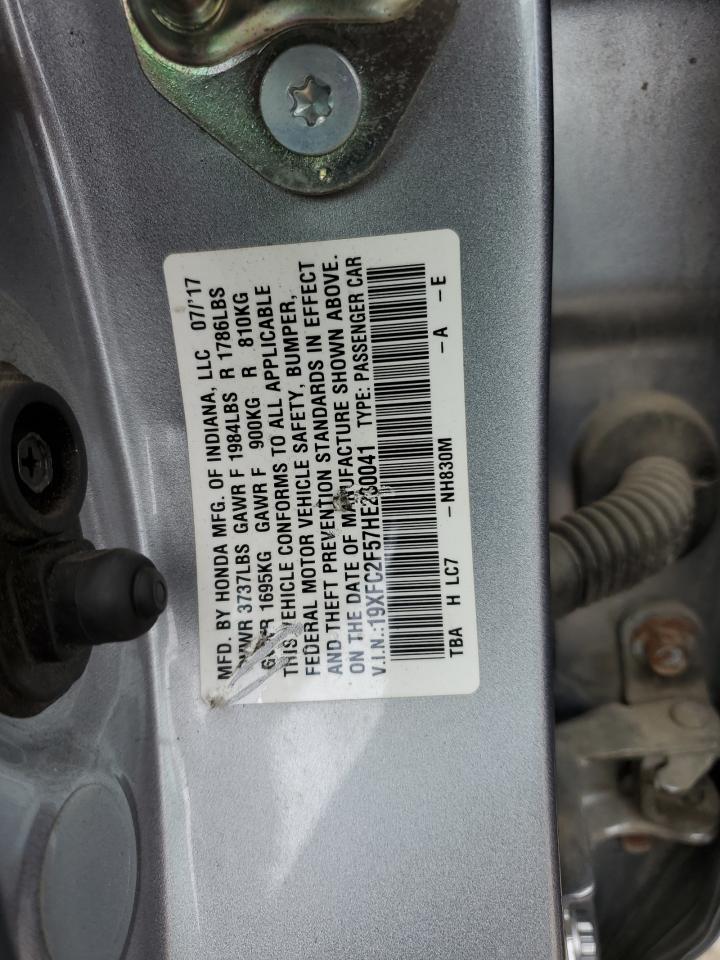 MFD. BY HONDA MFG. OF INDIANA, LLC 07/'17
3737LBS GAWR F 1984LBS R 1786LBS
1695KG GAWR F 900KG R 810KG
THIS VEHICLE CONFORMS TO ALL APPLICABLE
FEDERAL MOTOR VEHICLE SAFETY, BUMPER,
AND THEFT PREVENTION STANDARDS IN EFFECT
ON THE DATE OF MANUFACTURE SHOWN ABOVE.
V.I.N.:19XFC2F57HE230041 TYPE: PASSENGER CAR
TBA H LC7 -NH830M -A -E